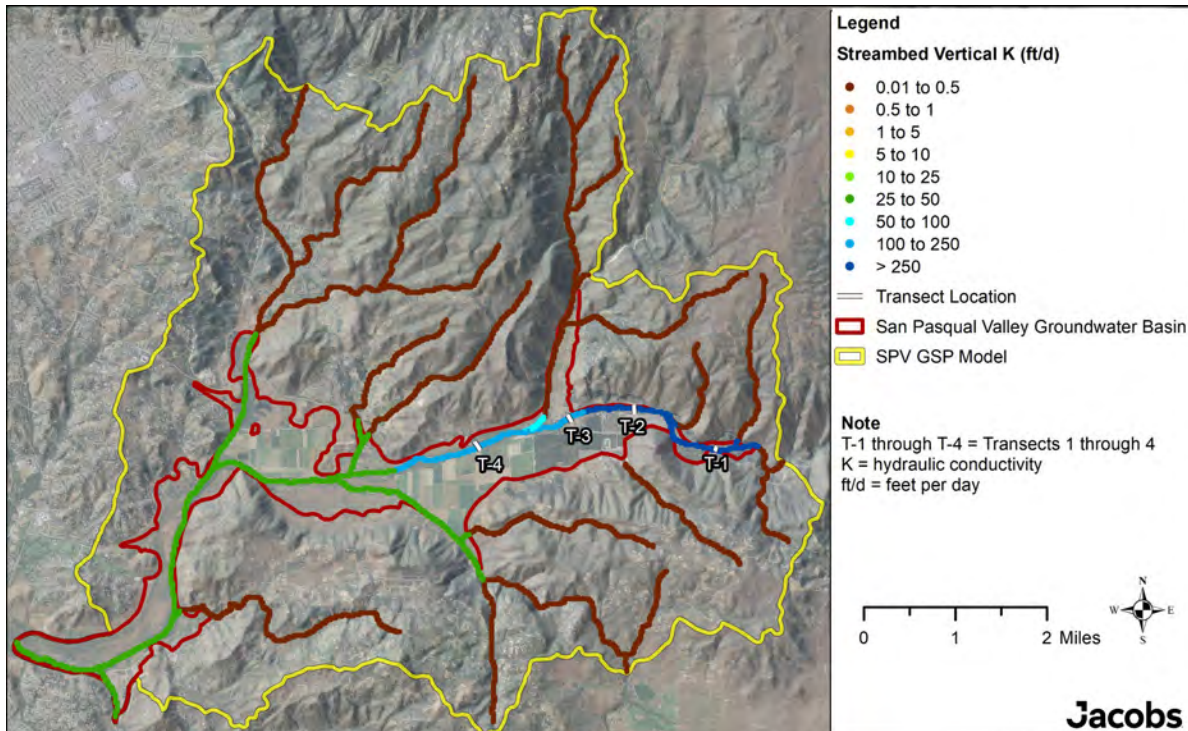 Legend
Streambed Vertical K (ft/d)
0.01 to 0.5
0.5 to 1
1 to 5
5 to 10
10 to 25
25 to 50
50 to 100
100 to 250
> 250
Transect Location
San Pasqual Valley Groundwater Basin
SPV GSP Model
Note
T-1 through T-4 = Transects 1 through 4
K = hydraulic conductivity
ft/d = feet per day
T-2
T-3
T-4
T-1
N
W E
S
0 1 2 Miles
Jacobs